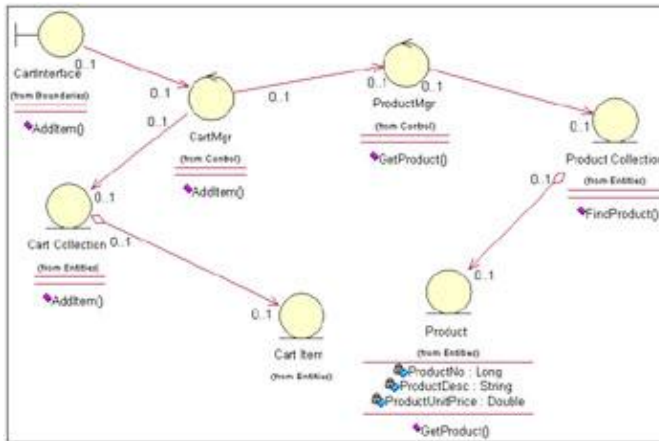 0..1
CartInterface
(from Boundaries)
AddItem()
0..1
CartMgr
(from Control)
AddItem()
0..1
0..1
0..1
ProductMgr
(from Control)
GetProduct()
0..1
0..1
Product Collection
(from Entities)
FindProduct()
0..1
0..1
Cart Collection
(from Entities)
AddItem()
0..1
0..1
Cart Item
(from Entities)
0..1
Product
(from Entities)
ProductNo : Long
ProductDesc : String
ProductUnitPrice : Double
GetProduct()